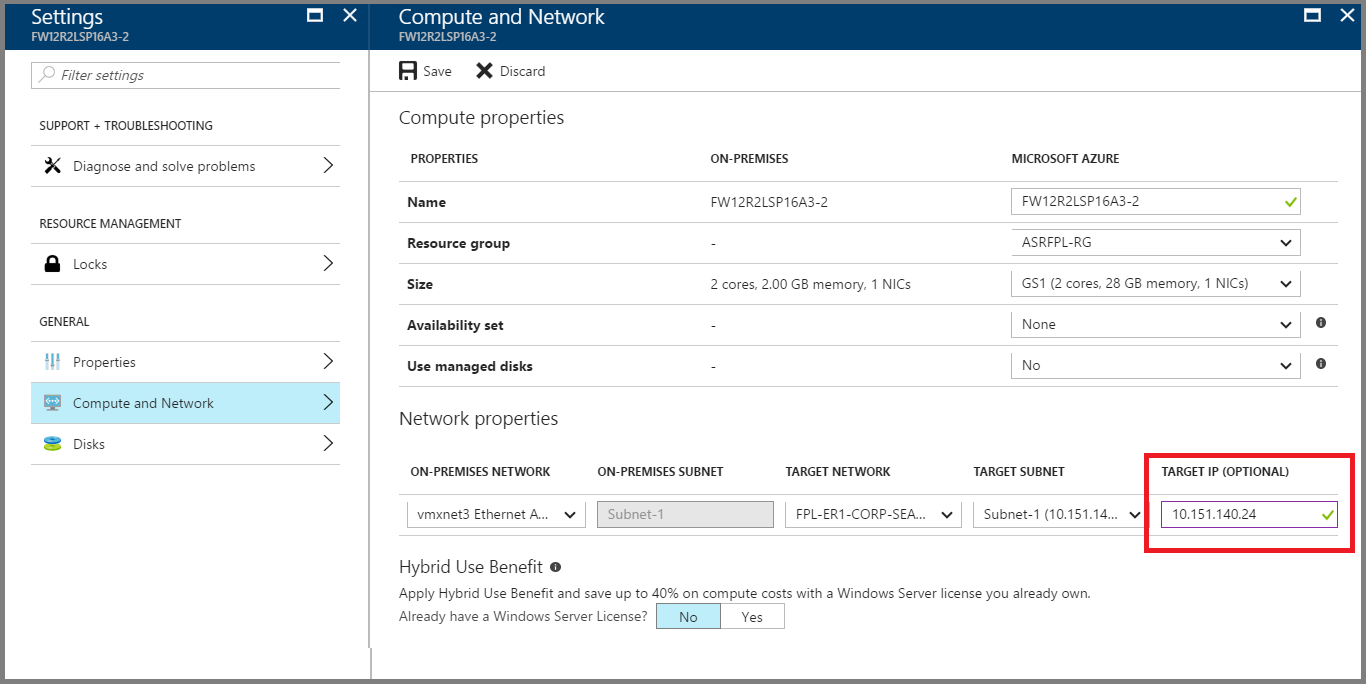 Settings
FW12R2LSP16A3-2
Filter settings
SUPPORT + TROUBLESHOOTING
Diagnose and solve problems
RESOURCE MANAGEMENT
Locks
GENERAL
Properties
Compute and Network
Disks
Compute and Network
FW12R2LSP16A3-2
Save Discard
Compute properties
PROPERTIES ON-PREMISES MICROSOFT AZURE
Name FW12R2LSP16A3-2 FW12R2LSP16A3-2
Resource group - ASRFPL-RG
Size 2 cores, 2.00 GB memory, 1 NICs GS1 (2 cores, 28 GB memory, 1 NICs)
Availability set - None
Use managed disks - No
Network properties
ON-PREMISES NETWORK ON-PREMISES SUBNET TARGET NETWORK TARGET SUBNET TARGET IP (OPTIONAL)
vmxnet3 Ethernet A... Subnet-1 FPL-ER1-CORP-SEA... Subnet-1 (10.151.14... 10.151.140.24
Hybrid Use Benefit
Apply Hybrid Use Benefit and save up to 40% on compute costs with a Windows Server license you already own.
Already have a Windows Server License? No Yes